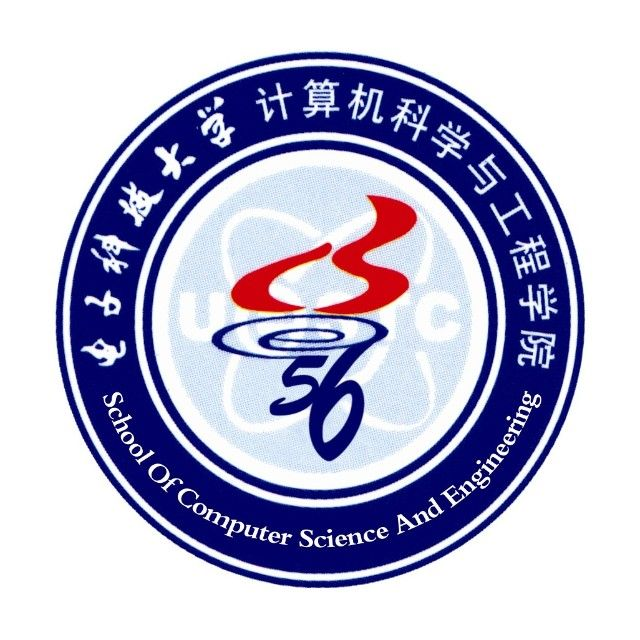 电子科技大学 计算机科学与工程学院
UESTC
56
School Of Computer Science And Engineering